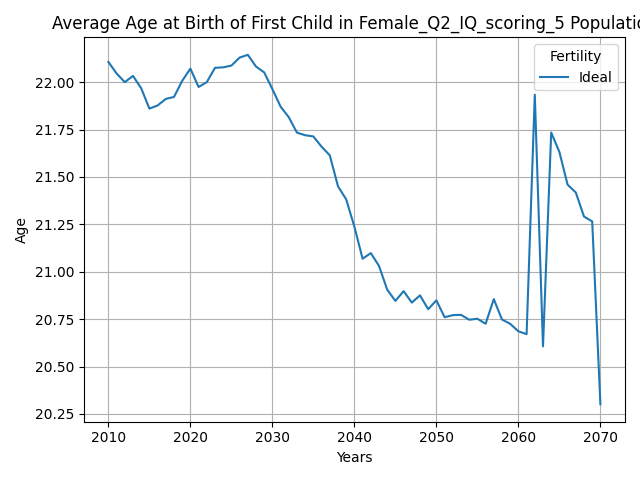 Average Age at Birth of First Child in Female_Q2_IQ_scoring_5 Populatio
Fertility
Ideal
22.00
21.75
21.50
21.25
21.00
20.75
20.50
20.25
Age
2010 2020 2030 2040 2050 2060 2070
Years